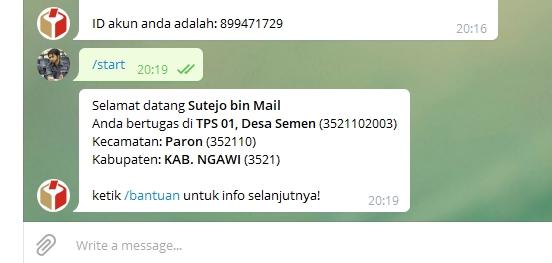 ID akun anda adalah: 899471729
20:16
/start
20:19
Selamat datang Sutejo bin Mail
Anda bertugas di TPS 01, Desa Semen (3521102003)
Kecamatan: Paron (352110)
Kabupaten: KAB. NGAWI (3521)
ketik /bantuan untuk info selanjutnya!
20:19
Write a message...